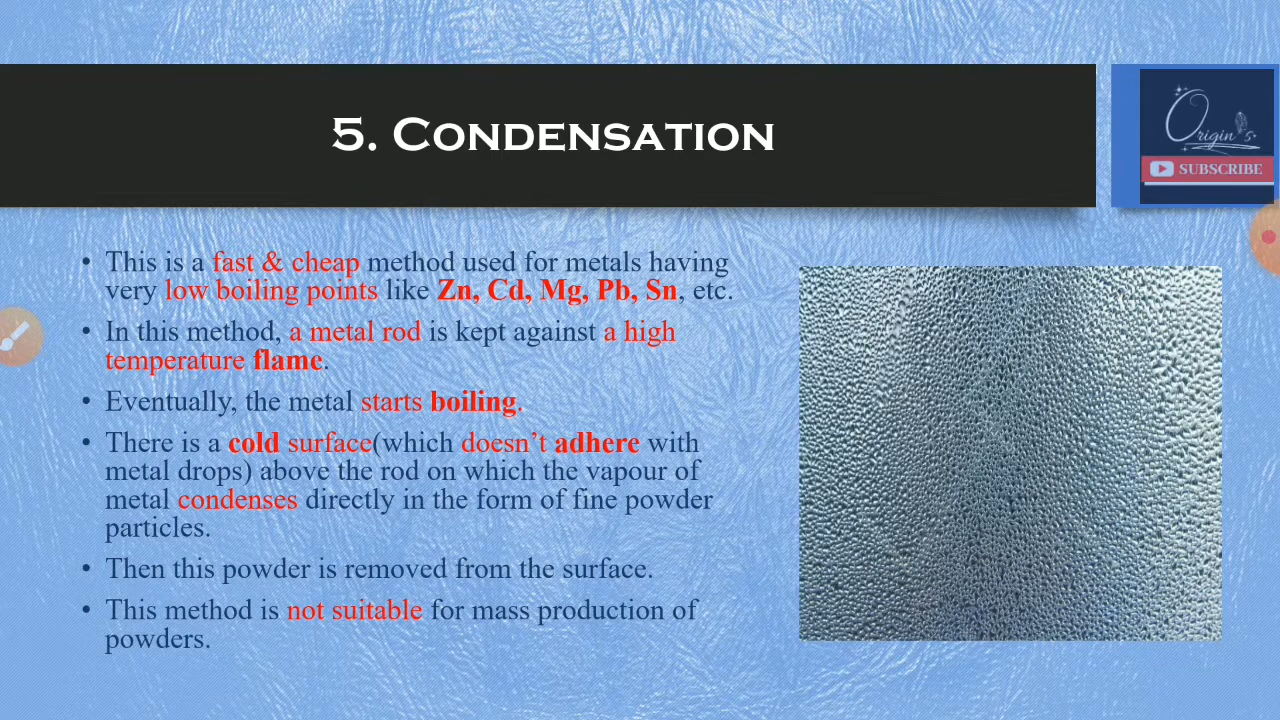 5. Condensation
Origin's
SUBSCRIBE
• This is a fast & cheap method used for metals having
very low boiling points like Zn, Cd, Mg, Pb, Sn, etc.
• In this method, a metal rod is kept against a high
temperature flame.
• Eventually, the metal starts boiling.
• There is a cold surface(which doesn't adhere with
metal drops) above the rod on which the vapour of
metal condenses directly in the form of fine powder
particles.
• Then this powder is removed from the surface.
• This method is not suitable for mass production of
powders.